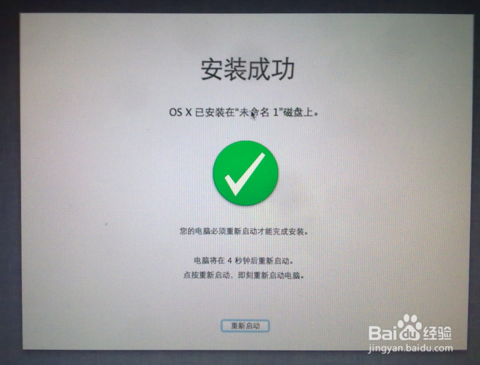 安装成功
OS X 已安装在“未命名 1”磁盘上。
您的电脑必须重新启动才能完成安装。
电脑将在 4 秒钟后重新启动。
点按重新启动，即刻重新启动电脑。
重新启动
Baidu 经验
jingyan.baidu.com